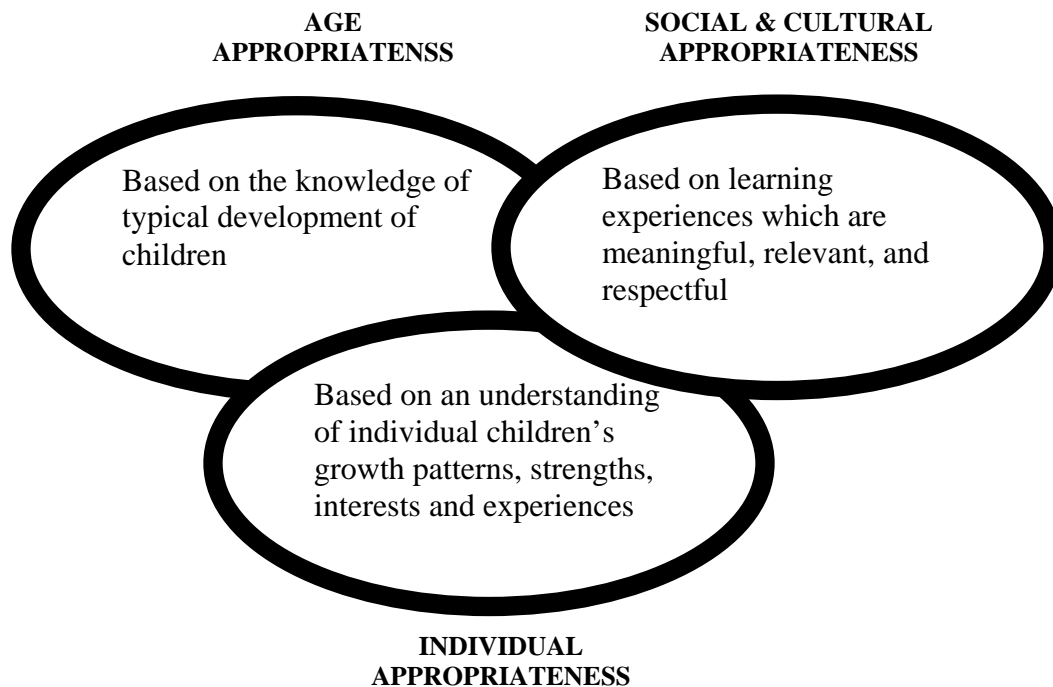 AGE
APPROPRIATENSS
SOCIAL & CULTURAL
APPROPRIATENESS
Based on the knowledge of
typical development of
children
Based on learning
experiences which are
meaningful, relevant, and
respectful
Based on an understanding
of individual children’s
growth patterns, strengths,
interests and experiences
INDIVIDUAL
APPROPRIATENESS